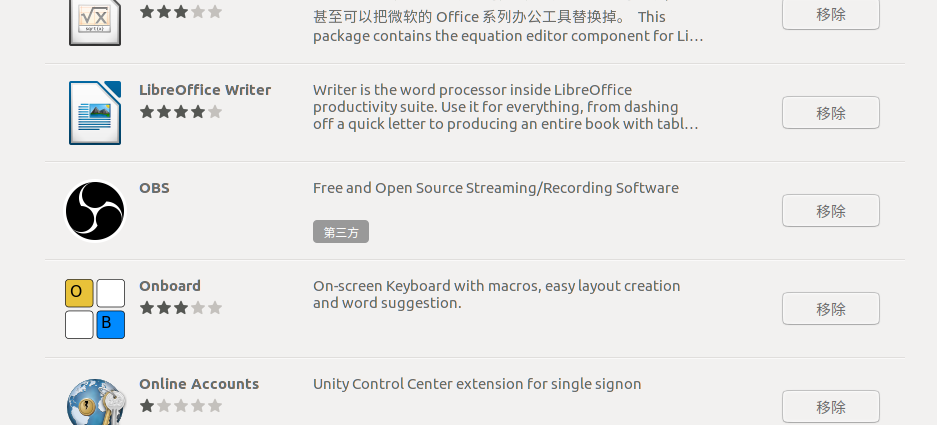 甚至可以把微软的 Office 系列办公工具替换掉。 This
package contains the equation editor component for Li…
移除
LibreOffice Writer
Writer is the word processor inside LibreOffice
productivity suite. Use it for everything, from dashing
off a quick letter to producing an entire book with tabl…
移除
OBS
Free and Open Source Streaming/Recording Software
第三方
移除
Onboard
O
B
On-screen Keyboard with macros, easy layout creation
and word suggestion.
移除
Online Accounts
Unity Control Center extension for single signon
移除